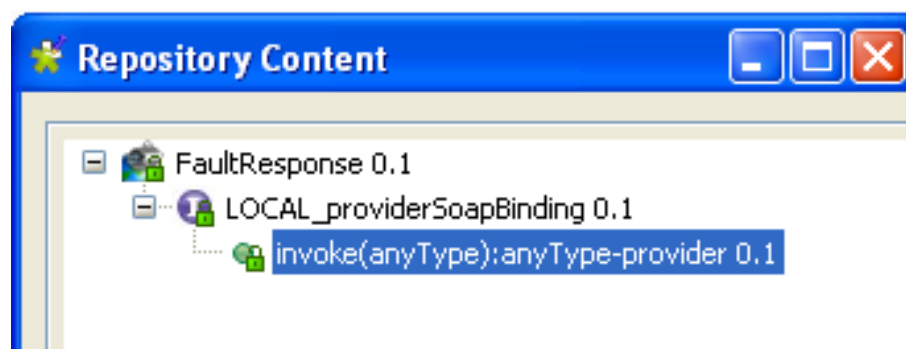 Repository Content
FaultResponse 0.1
LOCAL_providerSoapBinding 0.1
invoke(anyType):anyType-provider 0.1